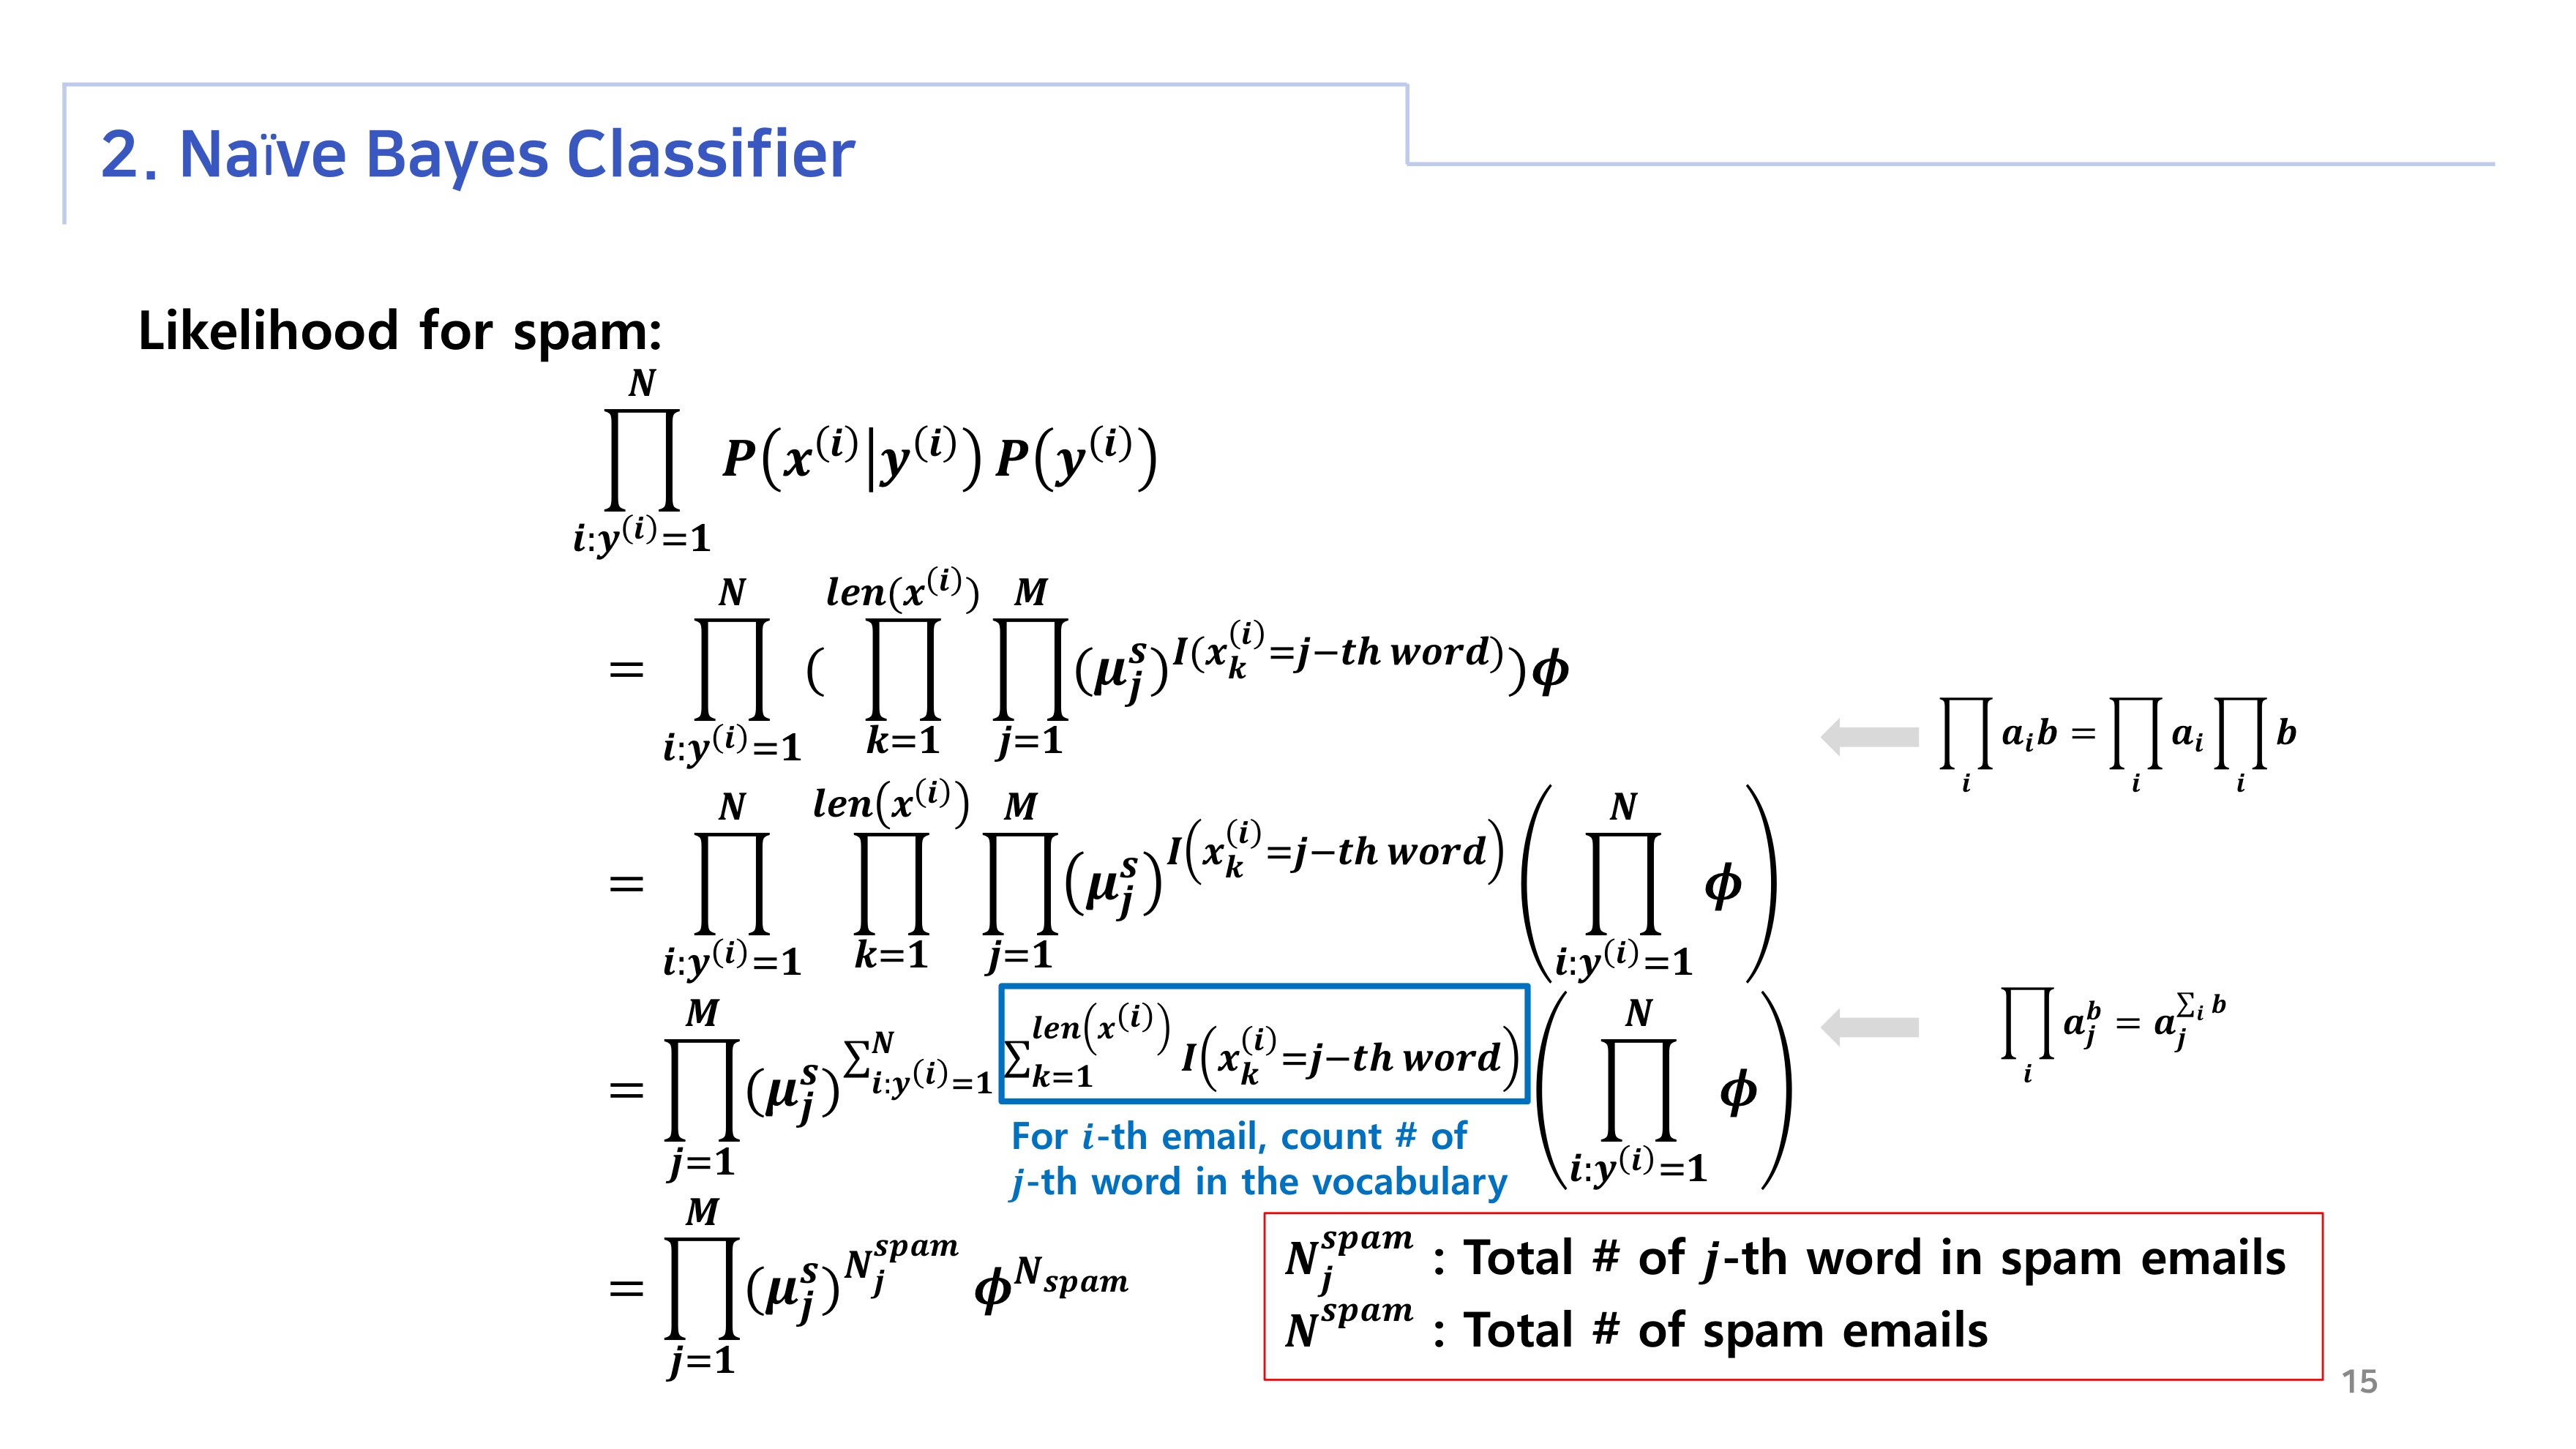 2. Naïve Bayes Classifier
Likelihood for spam:
$\prod_{i:y^{(i)}=1}^{N} P(x^{(i)}|y^{(i)}) P(y^{(i)})$
$= \prod_{i:y^{(i)}=1}^{N} ( \prod_{k=1}^{len(x^{(i)})} \prod_{j=1}^{M} (\mu_j^s)^{I(x_k^{(i)}=j-th\ word)} ) \phi$
$\prod_i a_i b = \prod_i a_i \prod_i b$
$= \prod_{i:y^{(i)}=1}^{N} \prod_{k=1}^{len(x^{(i)})} \prod_{j=1}^{M} (\mu_j^s)^{I(x_k^{(i)}=j-th\ word)} \left( \prod_{i:y^{(i)}=1}^{N} \phi \right)$
$= \prod_{j=1}^{M} (\mu_j^s)^{\sum_{i:y^{(i)}=1}^{N} \sum_{k=1}^{len(x^{(i)})} I(x_k^{(i)}=j-th\ word)} \left( \prod_{i:y^{(i)}=1}^{N} \phi \right)$
$\prod_i a_j^b = a_j^{\sum_i b}$
For i-th email, count # of
j-th word in the vocabulary
$= \prod_{j=1}^{M} (\mu_j^s)^{N_j^{spam}} \phi^{N_{spam}}$
$N_j^{spam}$ : Total # of j-th word in spam emails
$N^{spam}$ : Total # of spam emails
15